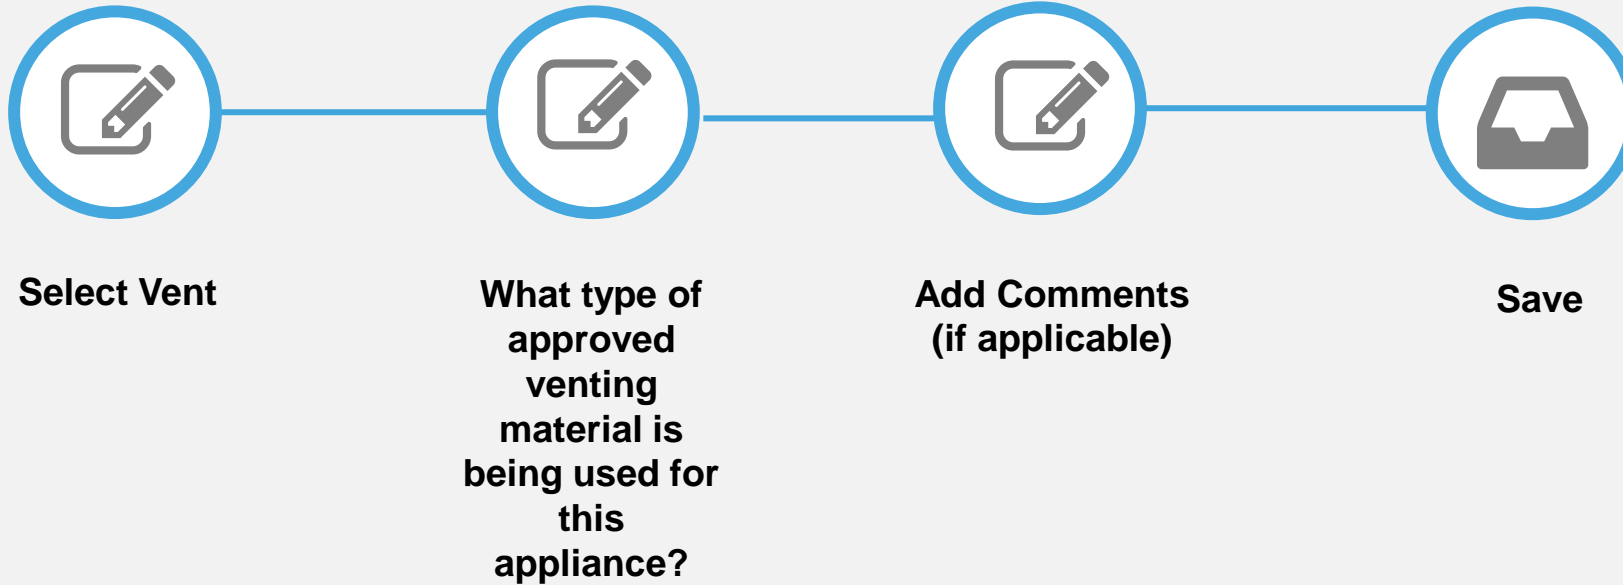 Select Vent
What type of
approved
venting
material is
being used for
this
appliance?
Add Comments
(if applicable)
Save